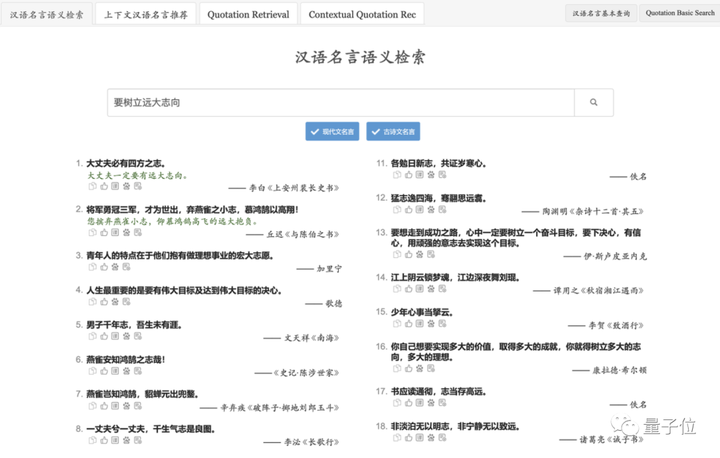 汉语名言语义检索
上下文汉语名言推荐
Quotation Retrieval
Contextual Quotation Rec
汉语名言基本查询
Quotation Basic Search
汉语名言语义检索
要树立远大志向
现代文名言
古诗文名言
1. 大丈夫必有四方之志。
大丈夫一定要有远大志向。
—— 李白《上安州裴长史书》
2. 将军勇冠三军，才为世出，弃燕雀之小志，慕鸿鹄以高翔！
您摈弃燕雀小志，仰慕鸿鹄高飞的远大抱负。
—— 丘迟《与陈伯之书》
3. 青年人的特点在于他们抱有做理想事业的宏大志愿。
—— 加里宁
4. 人生最重要的是要有伟大目标及达到伟大目标的决心。
—— 歌德
5. 男子千年志，吾生未有涯。
—— 文天祥《南海》
6. 燕雀安知鸿鹄之志哉！
——《史记·陈涉世家》
7. 燕雀岂知鸿鹄，貂蝉元出兜鍪。
—— 辛弃疾《破阵子·掷地刘郎玉斗》
8. 一丈夫兮一丈夫，千生气志是良图。
—— 李泌《长歌行》
11. 各勉日新志，共证岁寒心。
—— 佚名
12. 猛志逸四海，骞翮思远翥。
—— 陶渊明《杂诗十二首·其五》
13. 要想走到成功之路，心中一定要树立一个奋斗目标，要下决心，有信
心，用顽强的意志去实现这个目标。
—— 伊·斯卢皮亚内克
14. 江上阴云锁梦魂，江边深夜舞刘琨。
—— 谭用之《秋宿湘江遇雨》
15. 少年心事当拏云。
—— 李贺《致酒行》
16. 你自己想要实现多大的价值，取得多大的成就，你就得树立多大的志
向，多大的理想。
—— 康拉德·希尔顿
17. 书应读通彻，志当存高远。
—— 佚名
18. 非淡泊无以明志，非宁静无以致远。
—— 诸葛亮《诫子书》
量子位